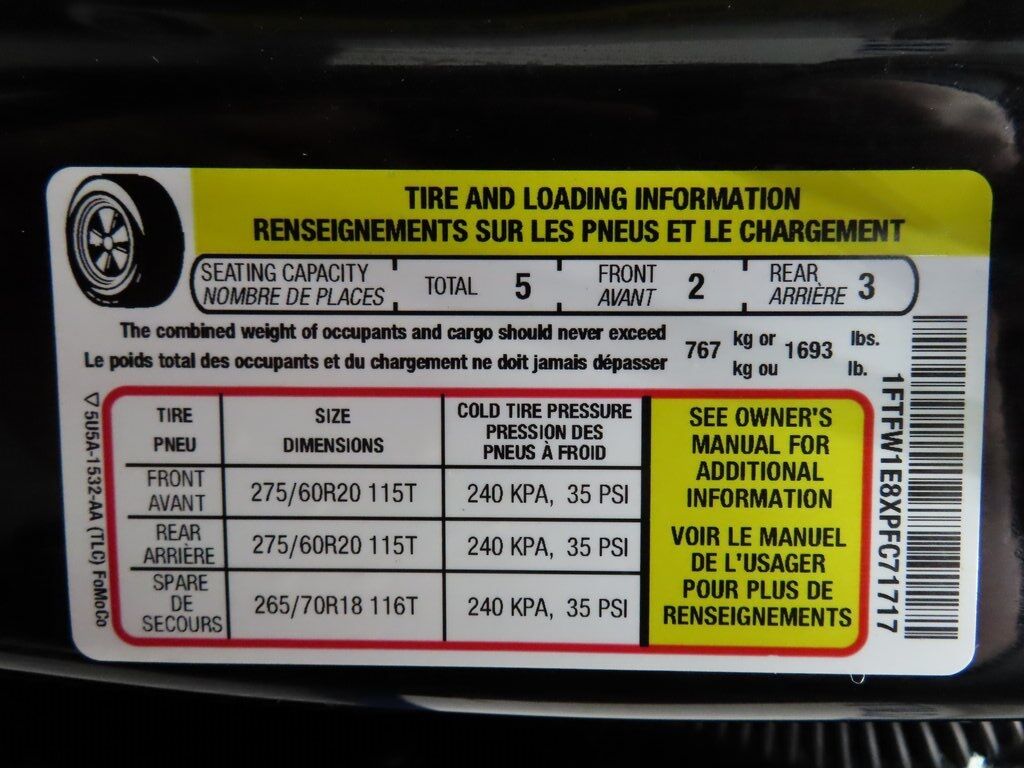 TIRE AND LOADING INFORMATION
RENSEIGNEMENTS SUR LES PNEUS ET LE CHARGEMENT
SEATING CAPACITY
NOMBRE DE PLACES
TOTAL 5
FRONT
AVANT 2
REAR
ARRIÈRE 3
The combined weight of occupants and cargo should never exceed
Le poids total des occupants et du chargement ne doit jamais dépasser
767 kg or 1693 lbs.
kg ou lb.
TIRE
PNEU
SIZE
DIMENSIONS
COLD TIRE PRESSURE
PRESSION DES
PNEUS À FROID
FRONT
AVANT
275/60R20 115T
240 KPA, 35 PSI
REAR
ARRIÈRE
275/60R20 115T
240 KPA, 35 PSI
SPARE
DE
SECOURS
265/70R18 116T
240 KPA, 35 PSI
SEE OWNER'S
MANUAL FOR
ADDITIONAL
INFORMATION
VOIR LE MANUEL
DE L'USAGER
POUR PLUS DE
RENSEIGNEMENTS
1FTFW1E8XPFC71717
5U5A-1532-AA (TLC) FoMoCo